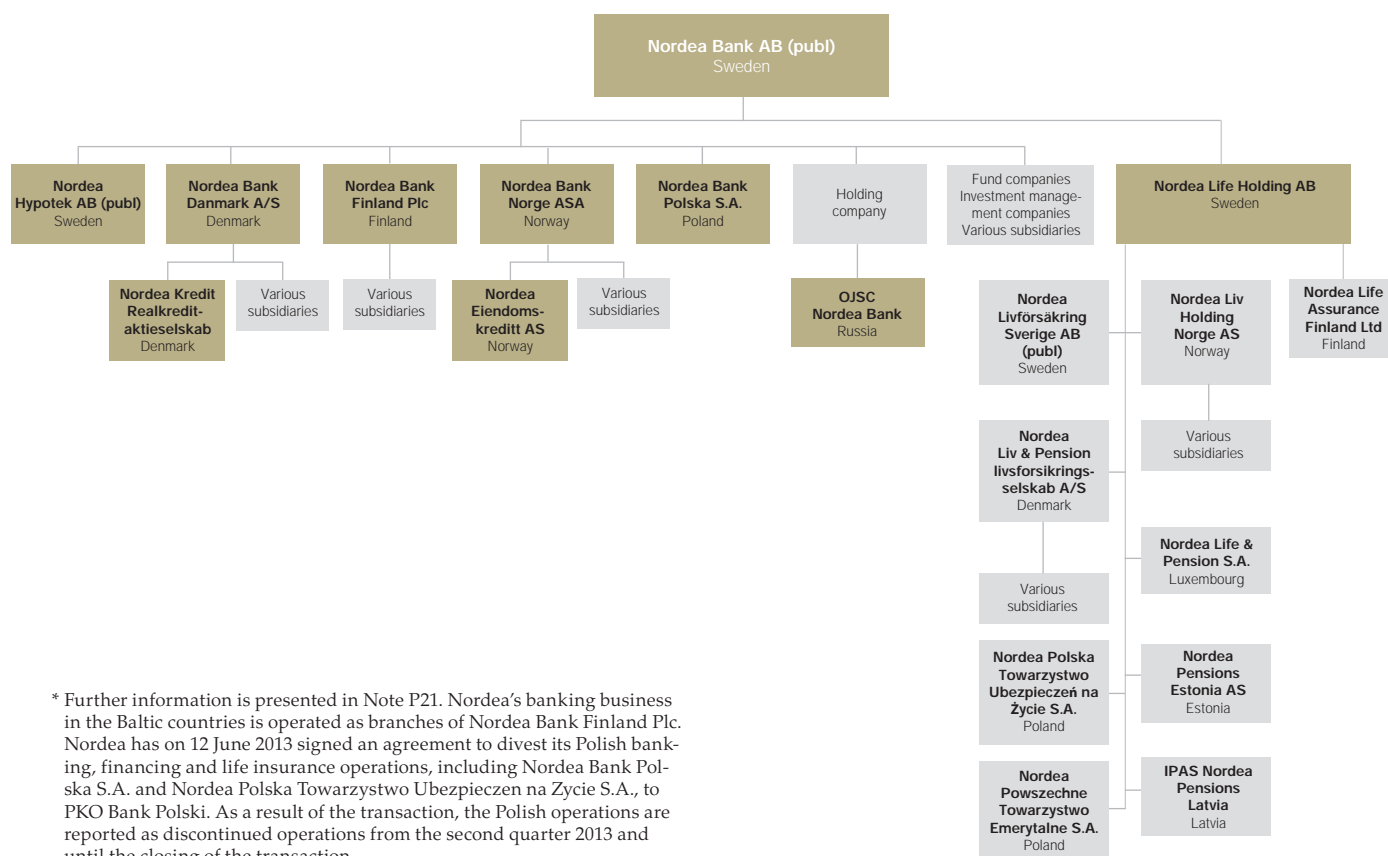 Nordea Bank AB (publ)
Sweden
Nordea
Hypotek AB (publ)
Sweden
Nordea Bank
Danmark A/S
Denmark
Nordea Bank
Finland Plc
Finland
Nordea Bank
Norge ASA
Norway
Nordea Bank
Polska S.A.
Poland
Holding
company
Fund companies
Investment manage-
ment companies
Various subsidiaries
Nordea Life Holding AB
Sweden
Nordea Kredit
Realkredit-
aktieselskab
Denmark
Various
subsidiaries
Various
subsidiaries
Nordea
Eiendoms-
kreditt AS
Norway
Various
subsidiaries
OJSC
Nordea Bank
Russia
Nordea
Livförsäkring
Sverige AB
(publ)
Sweden
Nordea Liv
Holding
Norge AS
Norway
Nordea Life
Assurance
Finland Ltd
Finland
Nordea
Liv & Pension
livsforsikrings-
selskab A/S
Denmark
Various
subsidiaries
Nordea Life &
Pension S.A.
Luxembourg
Various
subsidiaries
Nordea Polska
Towarzystwo
Ubezpieczeń na
Życie S.A.
Poland
Nordea
Pensions
Estonia AS
Estonia
Nordea
Powszechne
Towarzystwo
Emerytalne S.A.
Poland
IPAS Nordea
Pensions
Latvia
Latvia
* Further information is presented in Note P21. Nordea's banking business
in the Baltic countries is operated as branches of Nordea Bank Finland Plc.
Nordea has on 12 June 2013 signed an agreement to divest its Polish bank-
ing, financing and life insurance operations, including Nordea Bank Pol-
ska S.A. and Nordea Polska Towarzystwo Ubezpieczen na Zycie S.A., to
PKO Bank Polski. As a result of the transaction, the Polish operations are
reported as discontinued operations from the second quarter 2013 and
until the closing of the transaction.